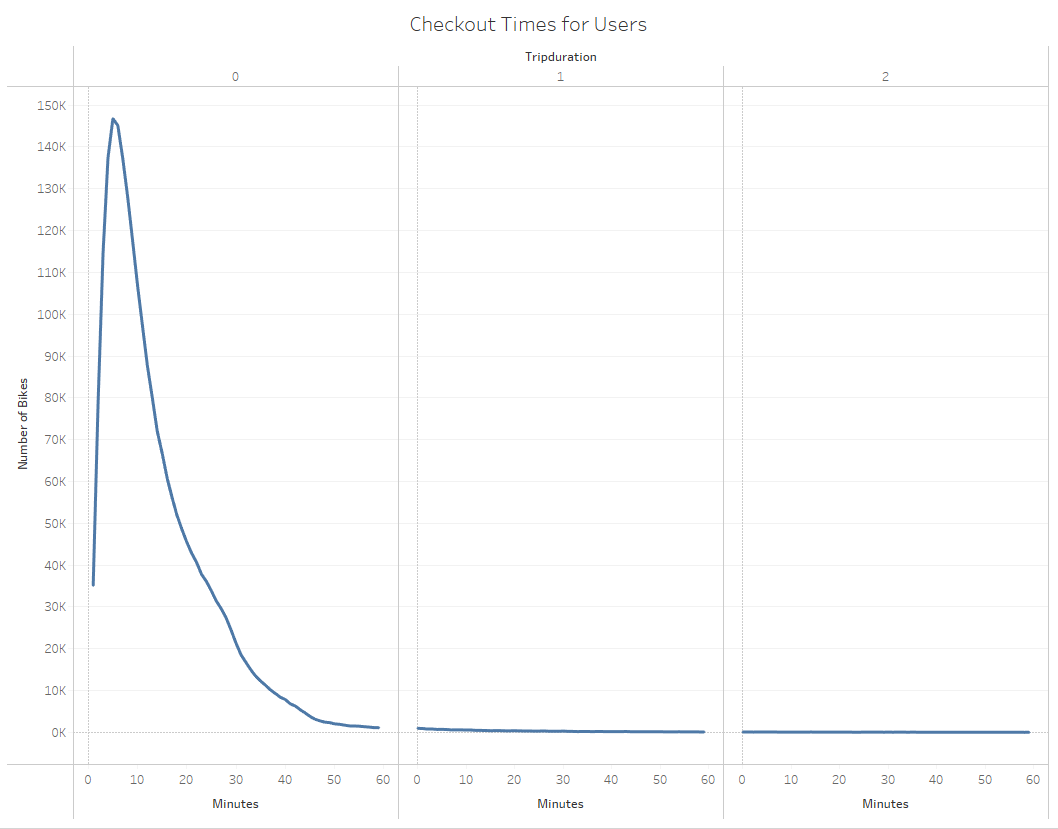 Checkout Times for Users
Tripduration
0 1 2
150K
140K
130K
120K
110K
100K
90K
80K
70K
60K
50K
40K
30K
20K
10K
0K
Number of Bikes
0 10 20 30 40 50 60 0 10 20 30 40 50 60 0 10 20 30 40 50 60
Minutes Minutes Minutes